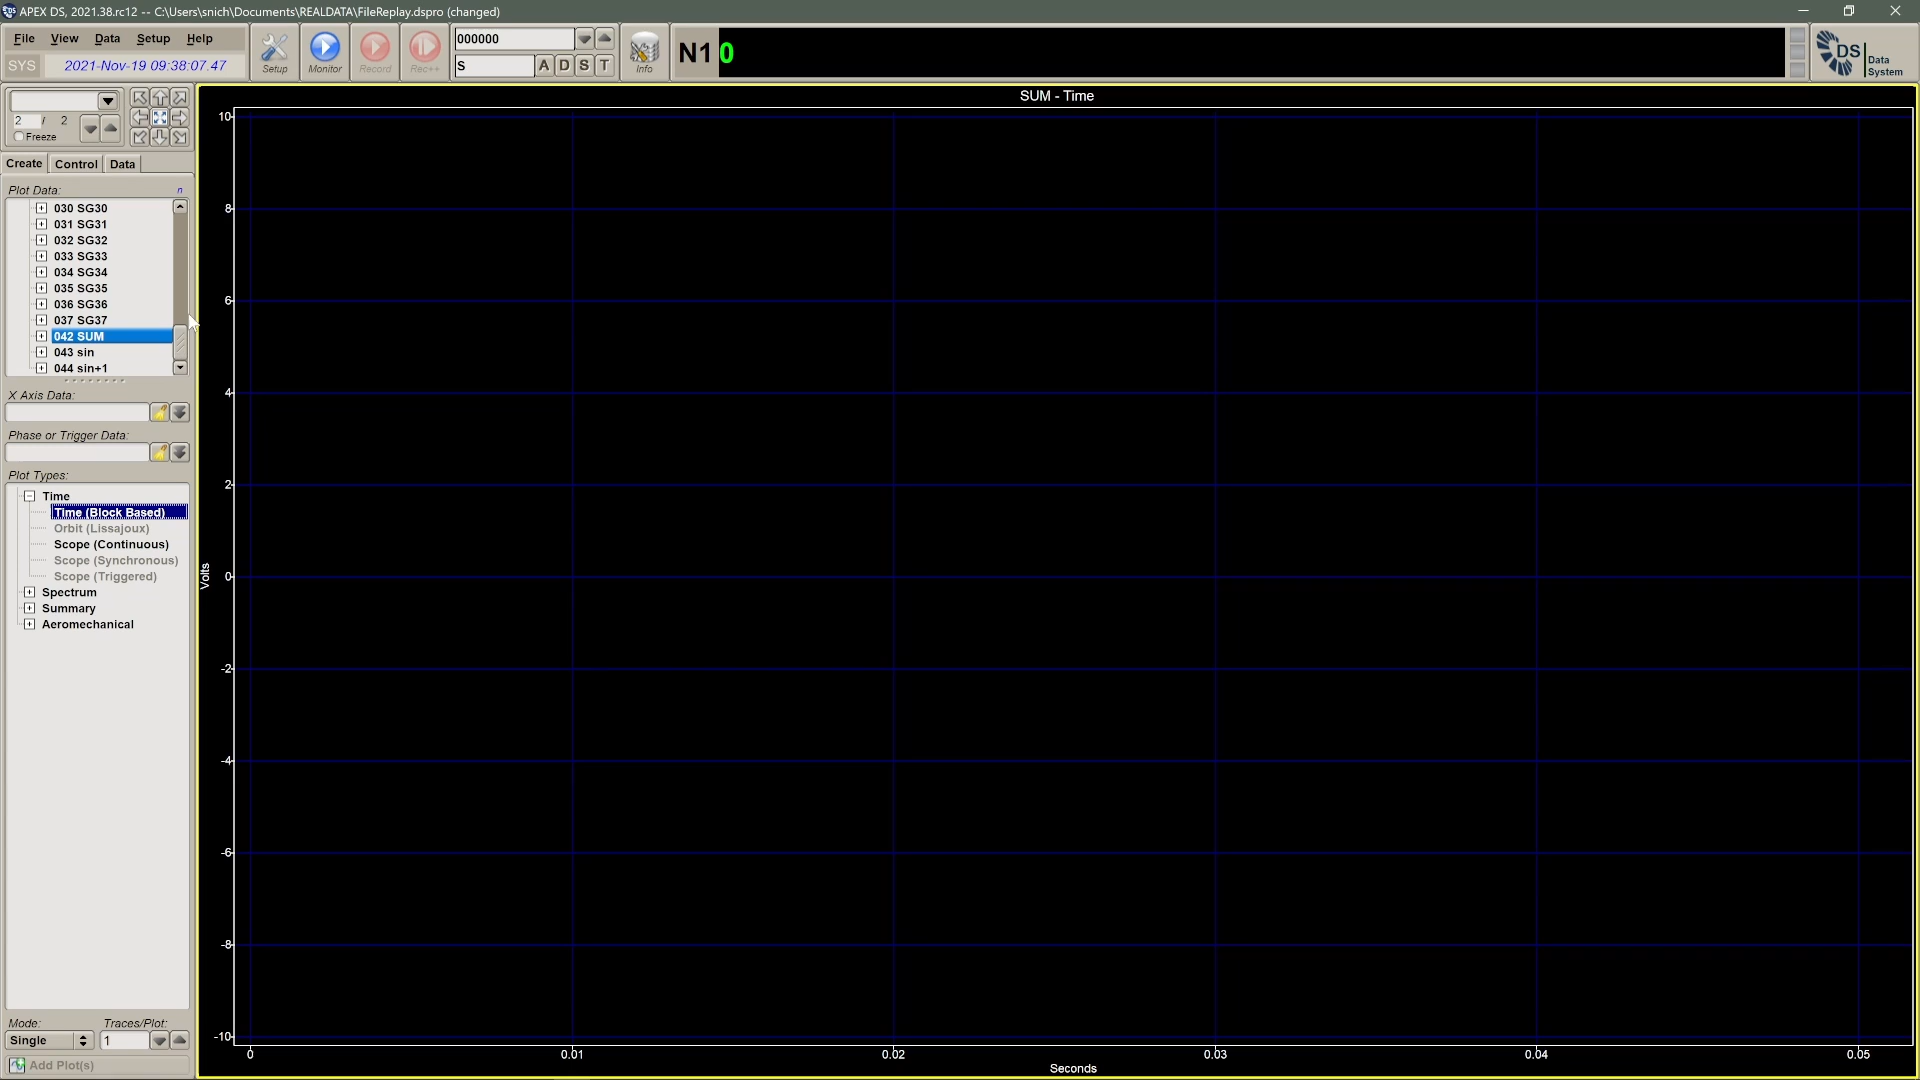 APEX DS, 2021.38.rc12 -- C:\Users\snich\Documents\REALDATA\FileReplay.dspro (changed)
File View Data Setup Help
SYS 2021-Nov-19 09:38:07.47
Setup
Monitor
Record
Rec++
000000
S A D S T
Info
N1 0
DS Data System
2 / 2
Freeze
Create Control Data
Plot Data: n
030 SG30
031 SG31
032 SG32
033 SG33
034 SG34
035 SG35
036 SG36
037 SG37
042 SUM
043 sin
044 sin+1
X Axis Data:
Phase or Trigger Data:
Plot Types:
Time
Time (Block Based)
Orbit (Lissajoux)
Scope (Continuous)
Scope (Synchronous)
Scope (Triggered)
Spectrum
Summary
Aeromechanical
Mode: Traces/Plot:
Single 1
Add Plot(s)
SUM - Time
10
8
6
4
2
0
-2
-4
-6
-8
-10
Volts
0 0.01 0.02 0.03 0.04 0.05
Seconds